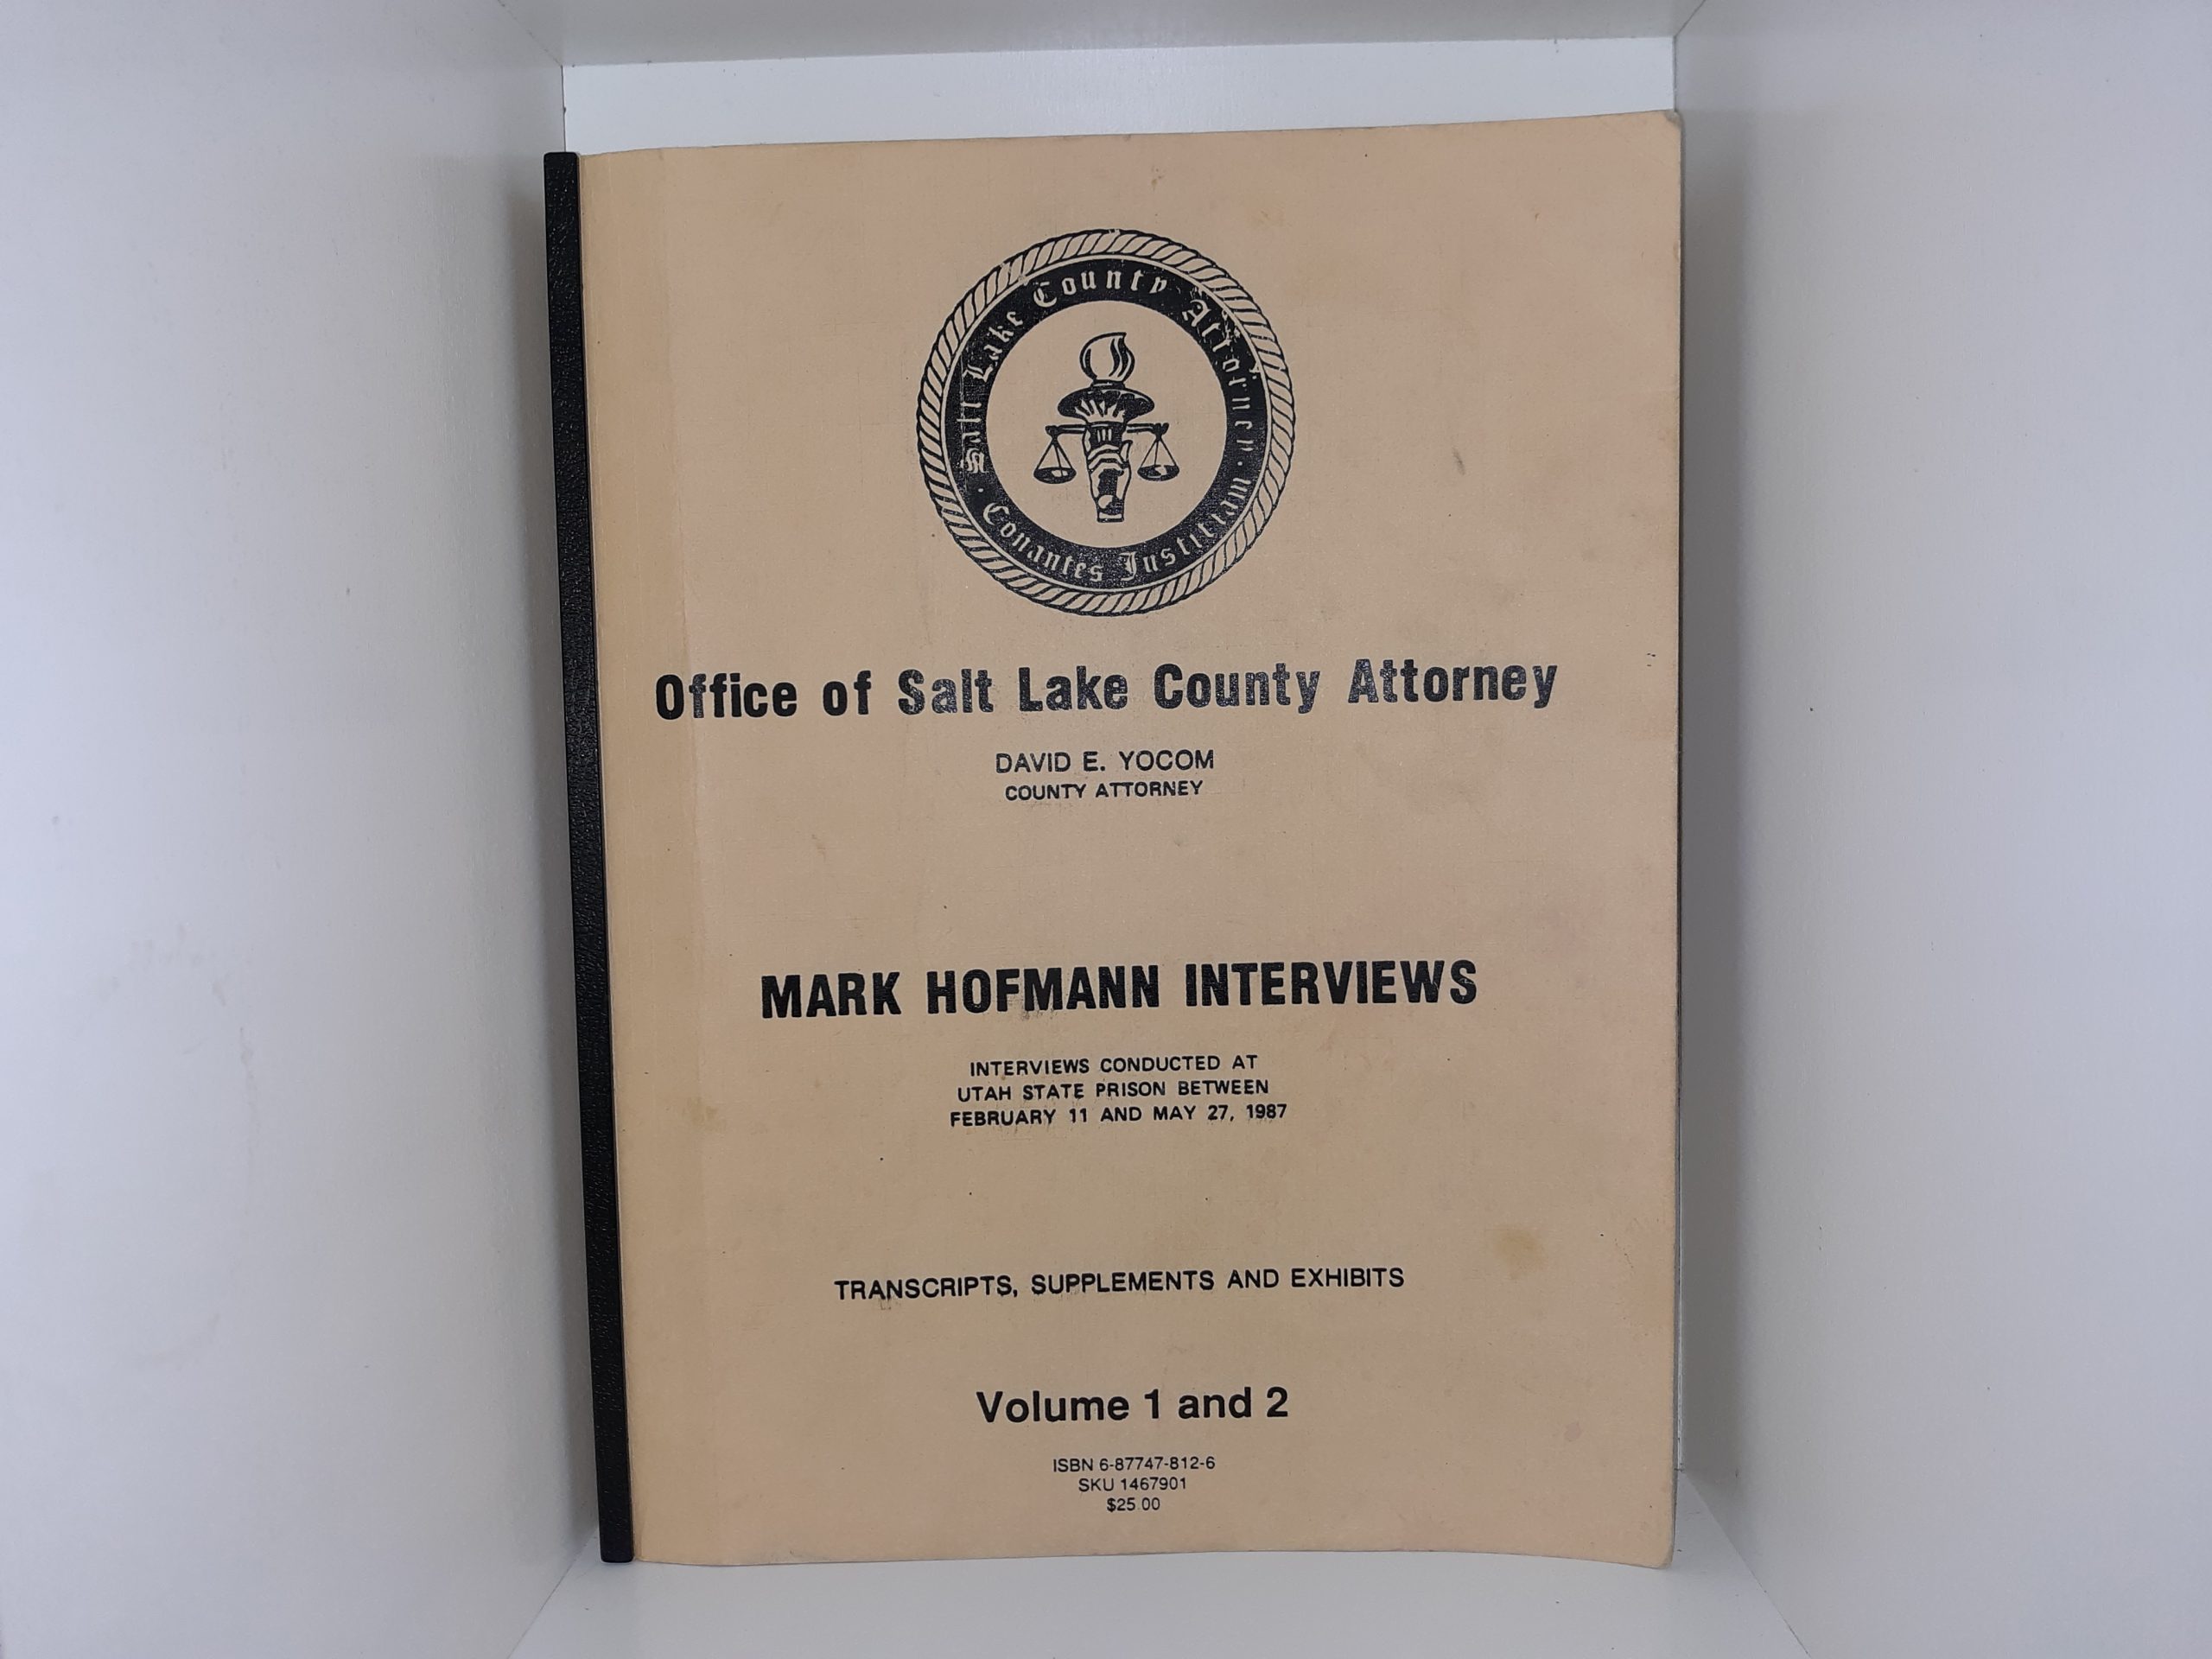 Salt Lake County Attorney · Conantes Iustitiam ·
Office of Salt Lake County Attorney
DAVID E. YOCOM
COUNTY ATTORNEY
MARK HOFMANN INTERVIEWS
INTERVIEWS CONDUCTED AT
UTAH STATE PRISON BETWEEN
FEBRUARY 11 AND MAY 27, 1987
TRANSCRIPTS, SUPPLEMENTS AND EXHIBITS
Volume 1 and 2
ISBN 6-87747-812-6
SKU 1467901
$25.00